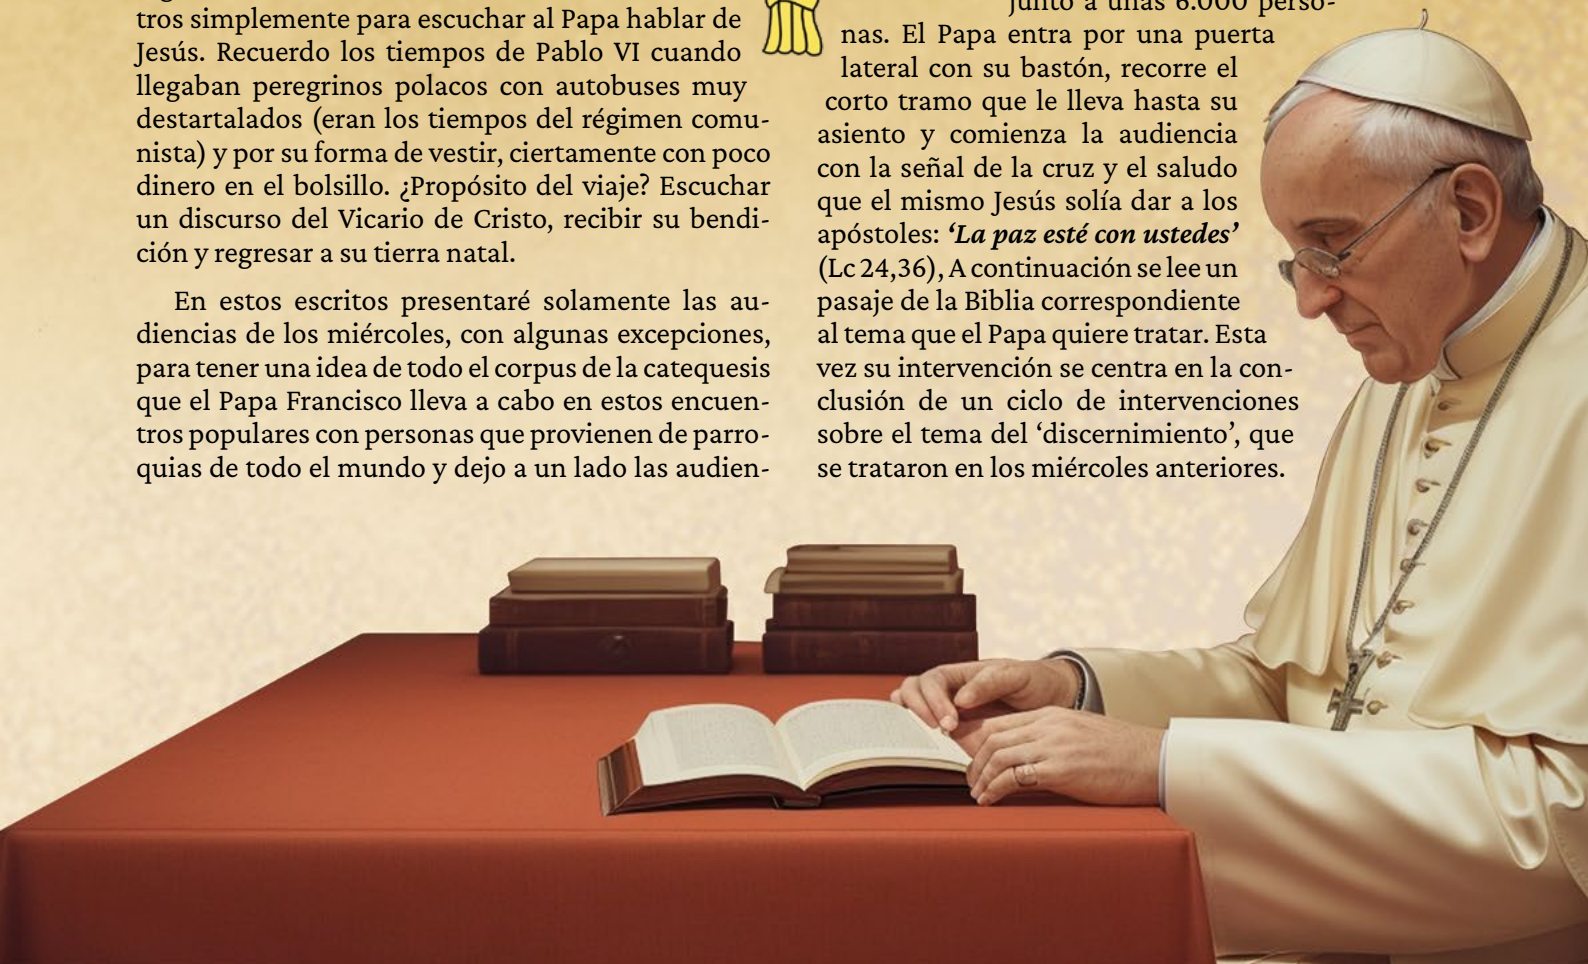 tros simplemente para escuchar al Papa hablar de
Jesús. Recuerdo los tiempos de Pablo VI cuando
llegaban peregrinos polacos con autobuses muy
destartalados (eran los tiempos del régimen comu-
nista) y por su forma de vestir, ciertamente con poco
dinero en el bolsillo. ¿Propósito del viaje? Escuchar
un discurso del Vicario de Cristo, recibir su bendi-
ción y regresar a su tierra natal.
En estos escritos presentaré solamente las au-
diencias de los miércoles, con algunas excepciones,
para tener una idea de todo el corpus de la catequesis
que el Papa Francisco lleva a cabo en estos encuen-
tros populares con personas que provienen de parro-
quias de todo el mundo y dejo a un lado las audien-
junto a unas 6.000 perso-
nas. El Papa entra por una puerta
lateral con su bastón, recorre el
corto tramo que le lleva hasta su
asiento y comienza la audiencia
con la señal de la cruz y el saludo
que el mismo Jesús solía dar a los
apóstoles: ‘La paz esté con ustedes’
(Lc 24,36), A continuación se lee un
pasaje de la Biblia correspondiente
al tema que el Papa quiere tratar. Esta
vez su intervención se centra en la con-
clusión de un ciclo de intervenciones
sobre el tema del ‘discernimiento’, que
se trataron en los miércoles anteriores.